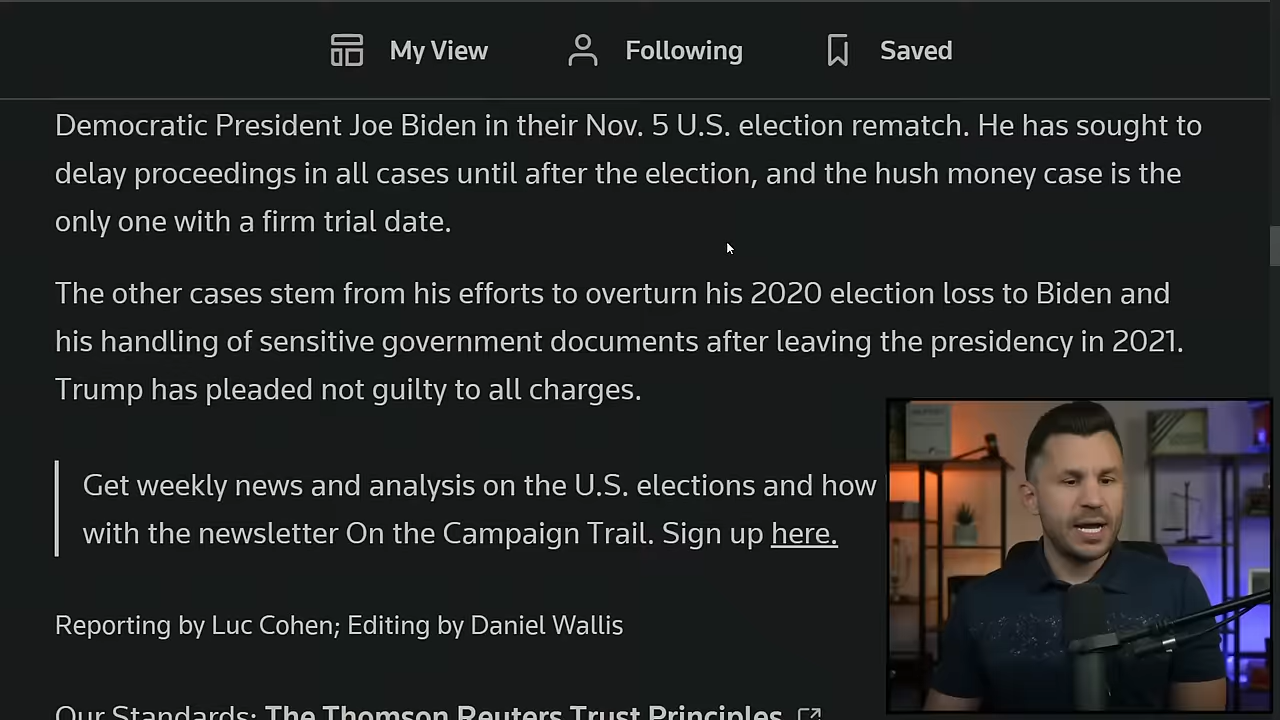 My View Following Saved
Democratic President Joe Biden in their Nov. 5 U.S. election rematch. He has sought to
delay proceedings in all cases until after the election, and the hush money case is the
only one with a firm trial date.
The other cases stem from his efforts to overturn his 2020 election loss to Biden and
his handling of sensitive government documents after leaving the presidency in 2021.
Trump has pleaded not guilty to all charges.
Get weekly news and analysis on the U.S. elections and how
with the newsletter On the Campaign Trail. Sign up here.
Reporting by Luc Cohen; Editing by Daniel Wallis
Our Standards: The Thomson Reuters Trust Principles